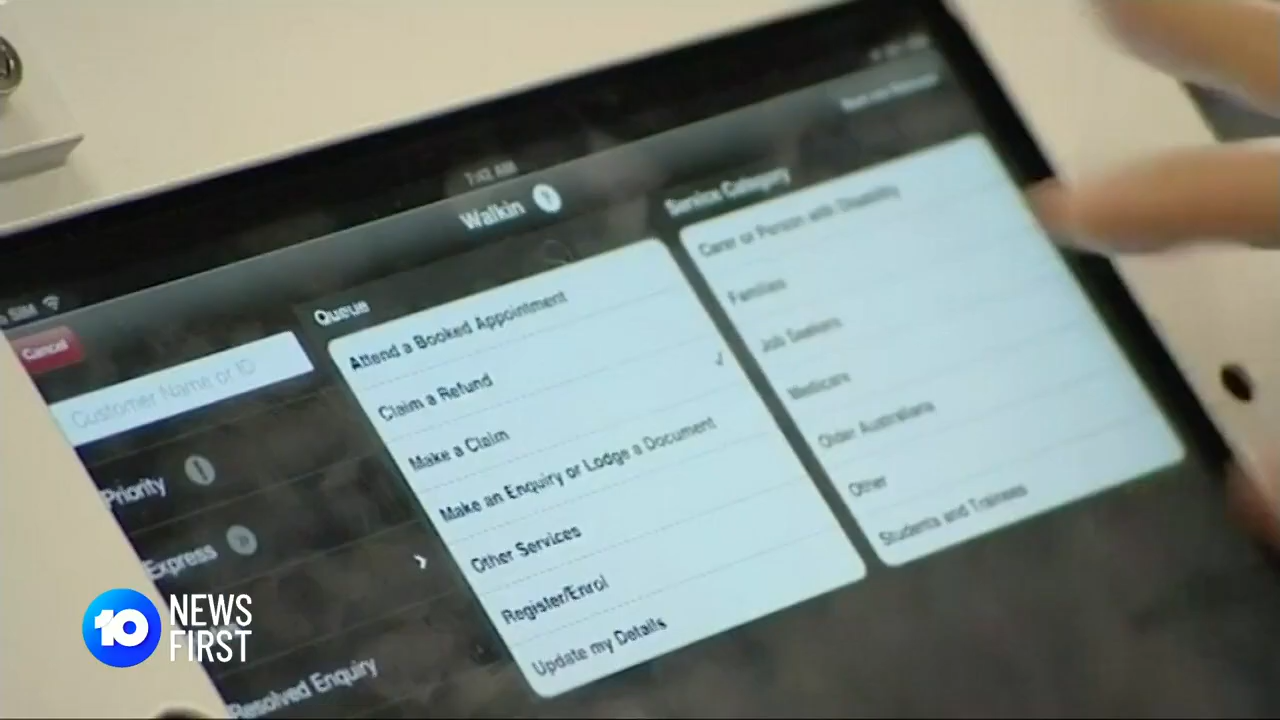 7:42 AM
Walkin ?
SIM
Cancel
Customer Name or ID
Priority
Express
Resolved Enquiry
Queue
Attend a Booked Appointment
Claim a Refund
Make a Claim
Make an Enquiry or Lodge a Document
Other Services
Register/Enrol
Update my Details
Service Category
Carer or Person with Disability
Families
Job Seekers
Medicare
Older Australians
Other
Students and Trainees
10 NEWS
FIRST